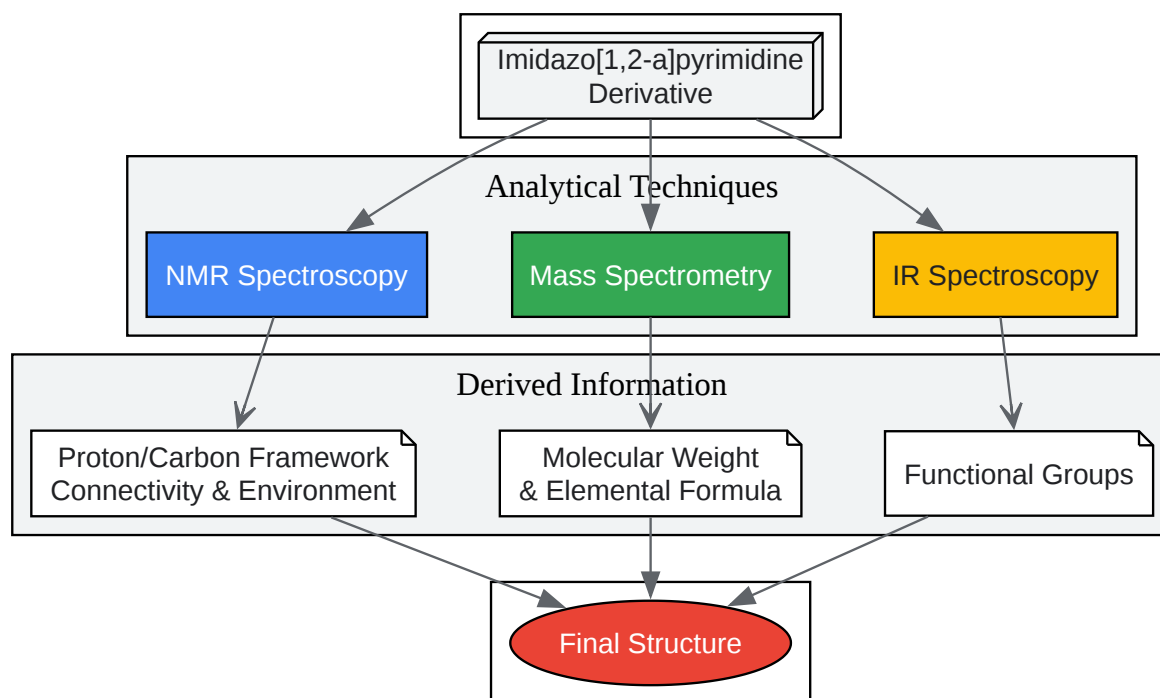 Imidazo[1,2-a]pyrimidine
Derivative
Analytical Techniques
NMR Spectroscopy
Mass Spectrometry
IR Spectroscopy
Derived Information
Proton/Carbon Framework
Connectivity & Environment
Molecular Weight
& Elemental Formula
Functional Groups
Final Structure